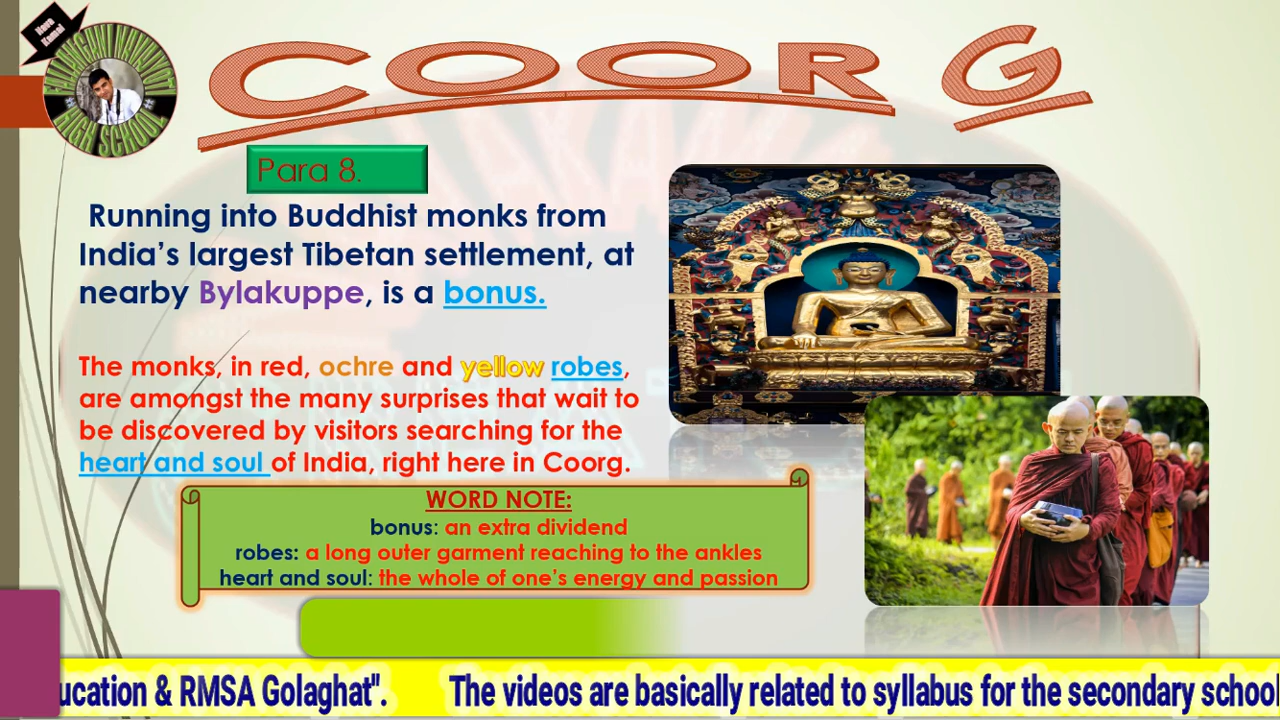 Nava
Kamal
HIGH SCHOOL
COORG
Para 8.
Running into Buddhist monks from
India’s largest Tibetan settlement, at
nearby Bylakuppe, is a bonus.
The monks, in red, ochre and yellow robes,
are amongst the many surprises that wait to
be discovered by visitors searching for the
heart and soul of India, right here in Coorg.
WORD NOTE:
bonus: an extra dividend
robes: a long outer garment reaching to the ankles
heart and soul: the whole of one’s energy and passion
ucation & RMSA Golaghat". The videos are basically related to syllabus for the secondary school